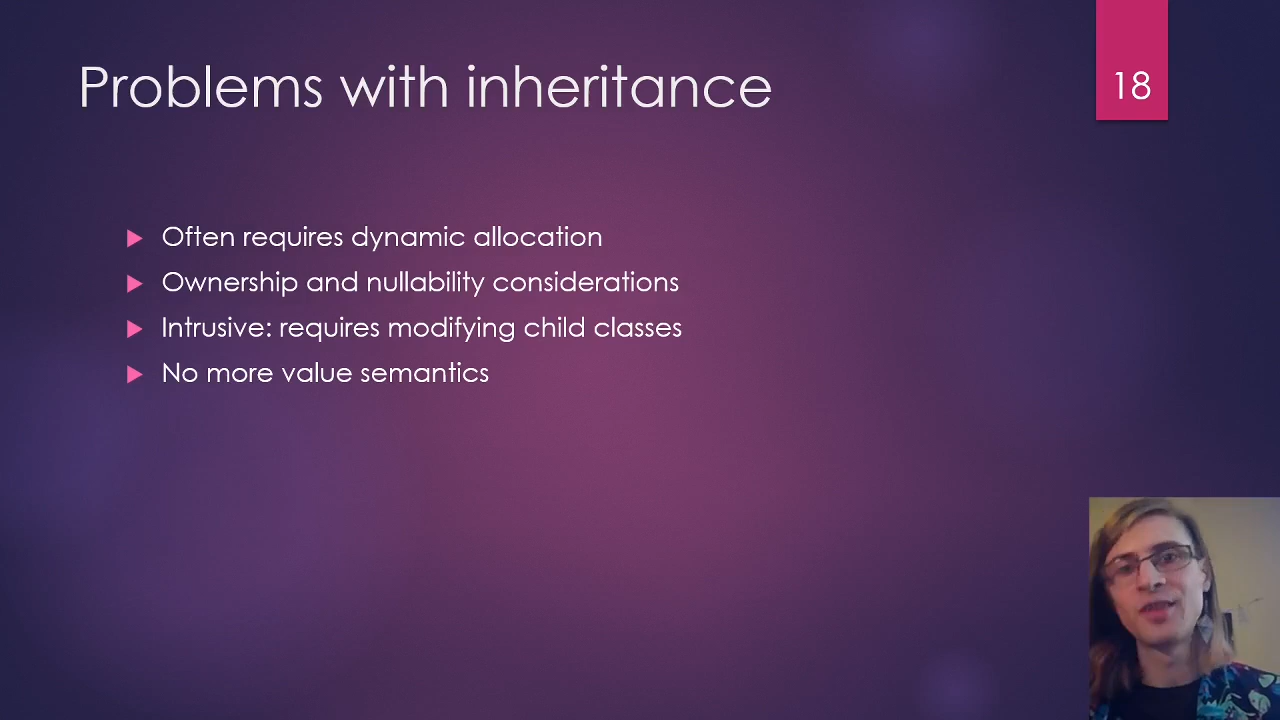 Problems with inheritance
18
Often requires dynamic allocation
Ownership and nullability considerations
Intrusive: requires modifying child classes
No more value semantics